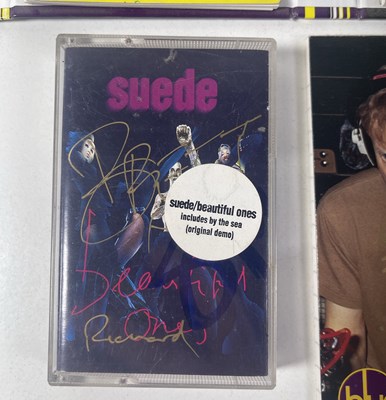 suede
suede/beautiful ones
includes by the sea
(original demo)
beautiful
ones
Richard